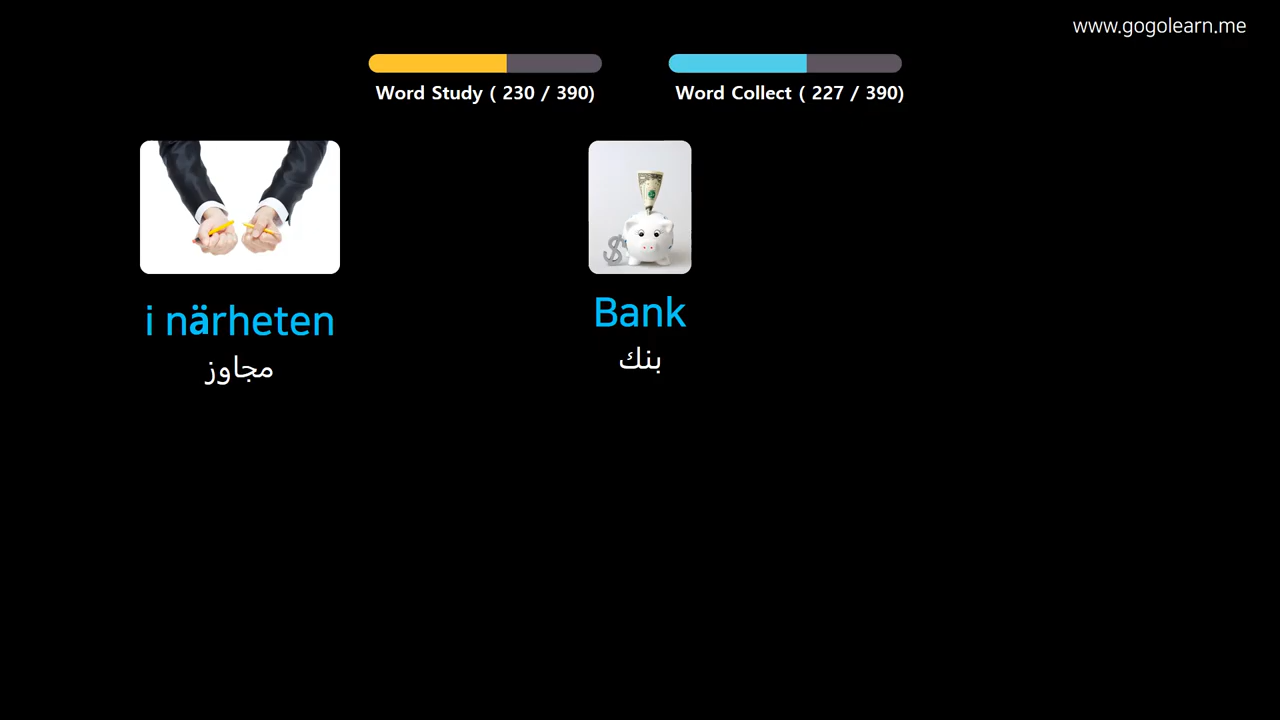 www.gogolearn.me
Word Study ( 230 / 390)
Word Collect ( 227 / 390)
i närheten
مجاوز
Bank
بنك